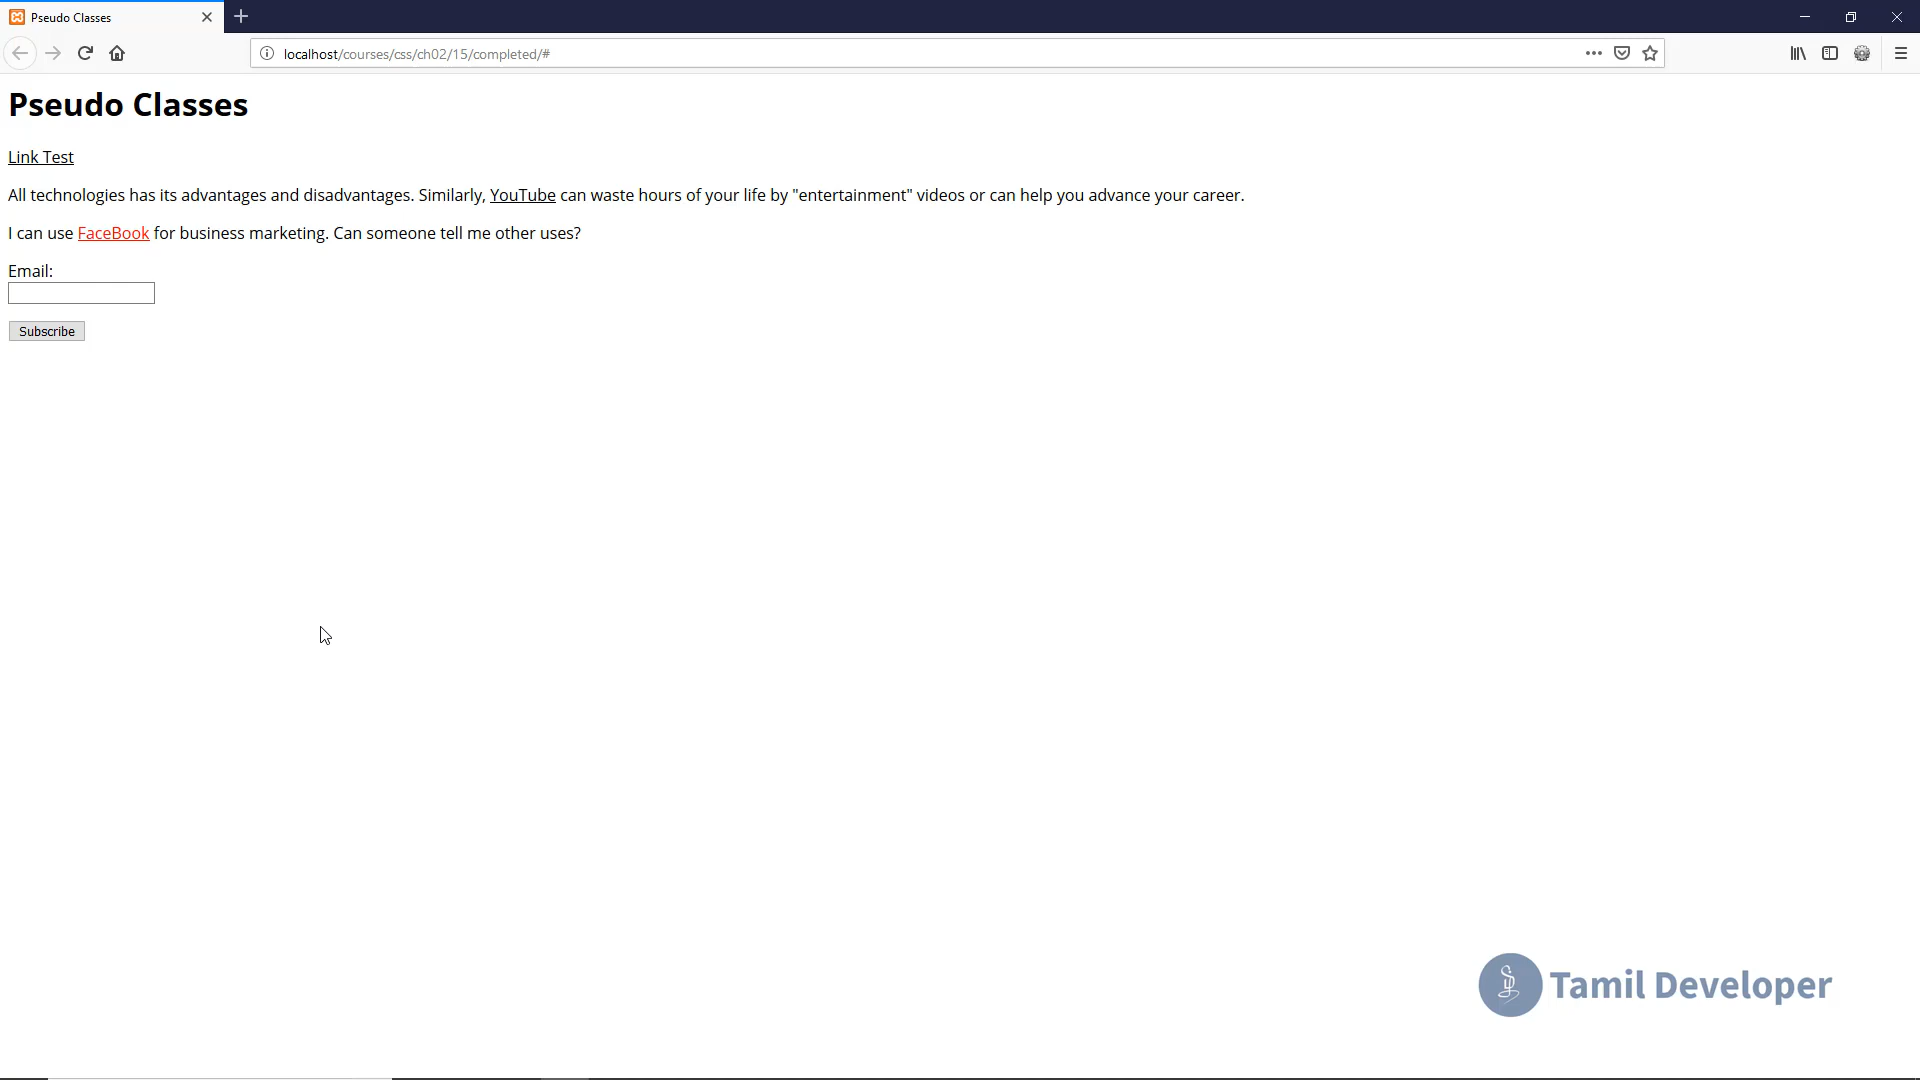 Pseudo Classes
localhost/courses/css/ch02/15/completed/#
Pseudo Classes
Link Test
All technologies has its advantages and disadvantages. Similarly, YouTube can waste hours of your life by "entertainment" videos or can help you advance your career.
I can use FaceBook for business marketing. Can someone tell me other uses?
Email:
Subscribe
Tamil Developer